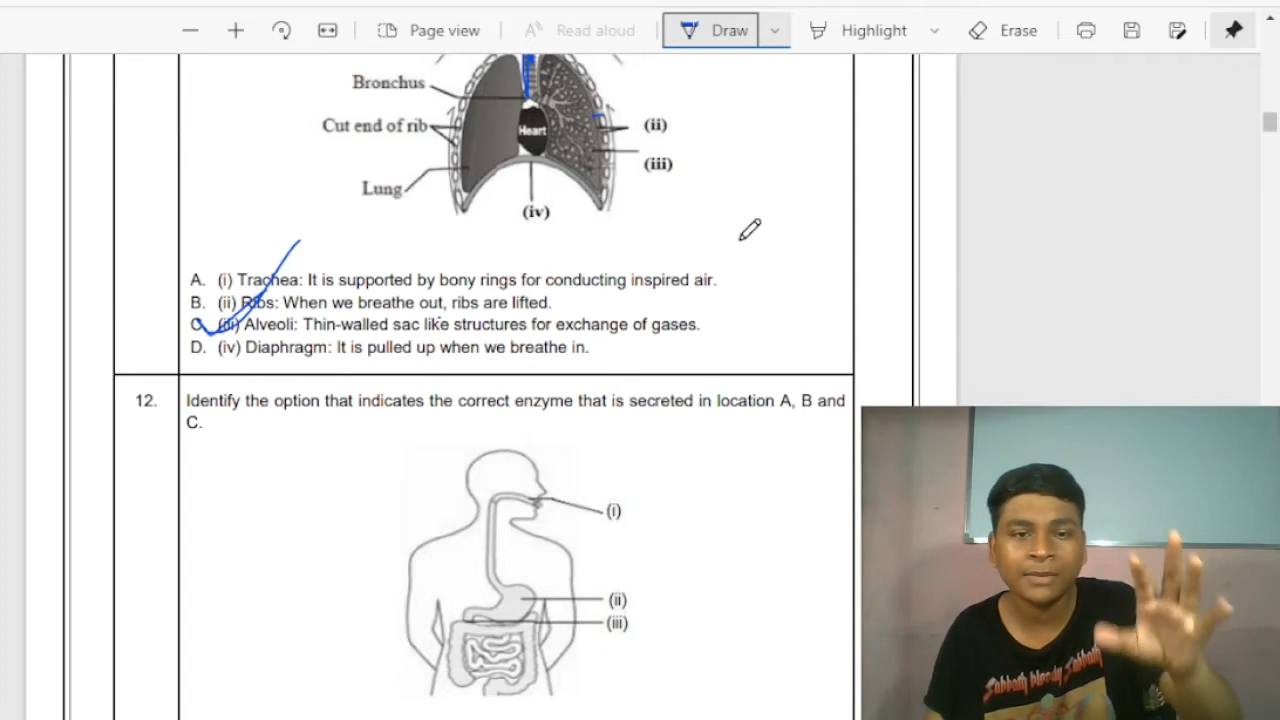 Page view
Read aloud
Draw
Highlight
Erase
Bronchus
Cut end of rib
Heart
(ii)
(iii)
Lung
(iv)
A. (i) Trachea: It is supported by bony rings for conducting inspired air.
B. (ii) Ribs: When we breathe out, ribs are lifted.
C. (iii) Alveoli: Thin-walled sac like structures for exchange of gases.
D. (iv) Diaphragm: It is pulled up when we breathe in.
12. Identify the option that indicates the correct enzyme that is secreted in location A, B and
C.
(i)
(ii)
(iii)
Sabbath bloody Sabbath